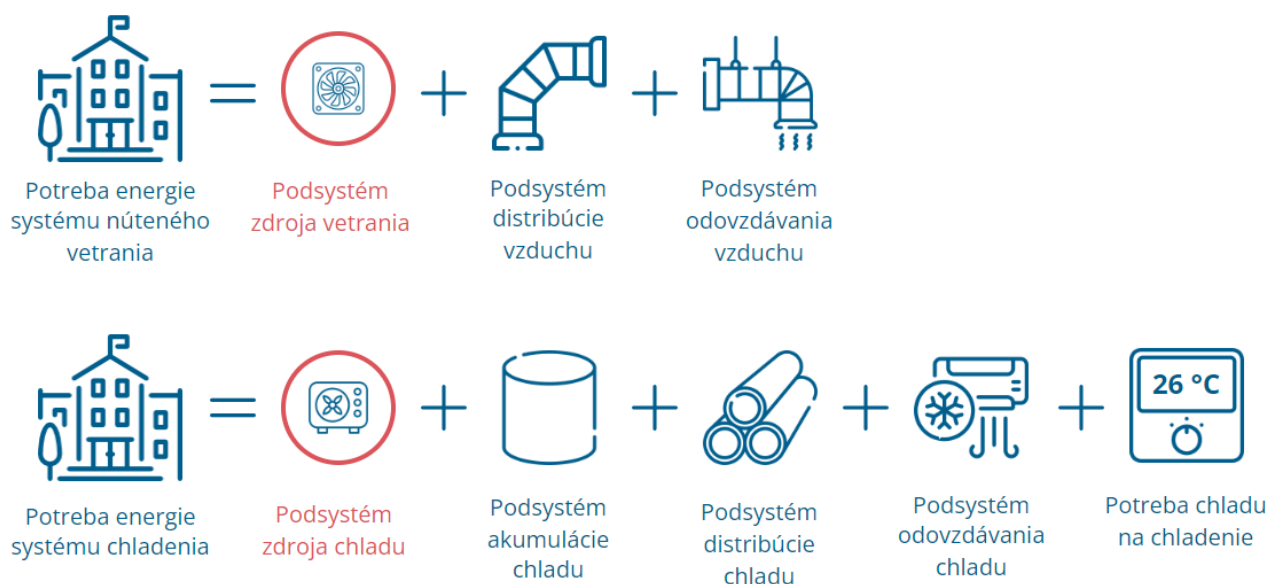 Potreba energie
systému núteného
vetrania
Podsystém
zdroja vetrania
Podsystém
distribúcie
vzduchu
Podsystém
odovzdávania
vzduchu
26 °C
Potreba energie
systému chladenia
Podsystém
zdroja chladu
Podsystém
akumulácie
chladu
Podsystém
distribúcie
chladu
Podsystém
odovzdávania
chladu
Potreba chladu
na chladenie